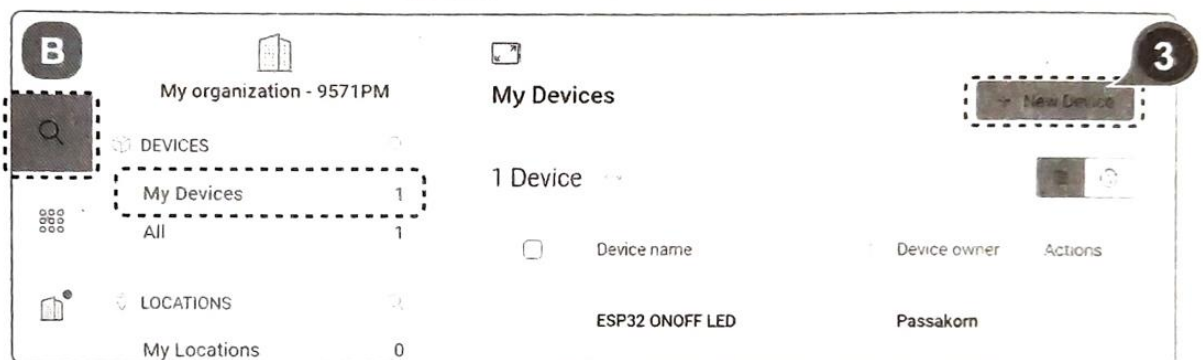 B
My organization - 9571PM
DEVICES
My Devices 1
All 1
LOCATIONS
My Locations 0
My Devices
3
+ New Device
1 Device
Device name Device owner Actions
ESP32 ONOFF LED Passakorn